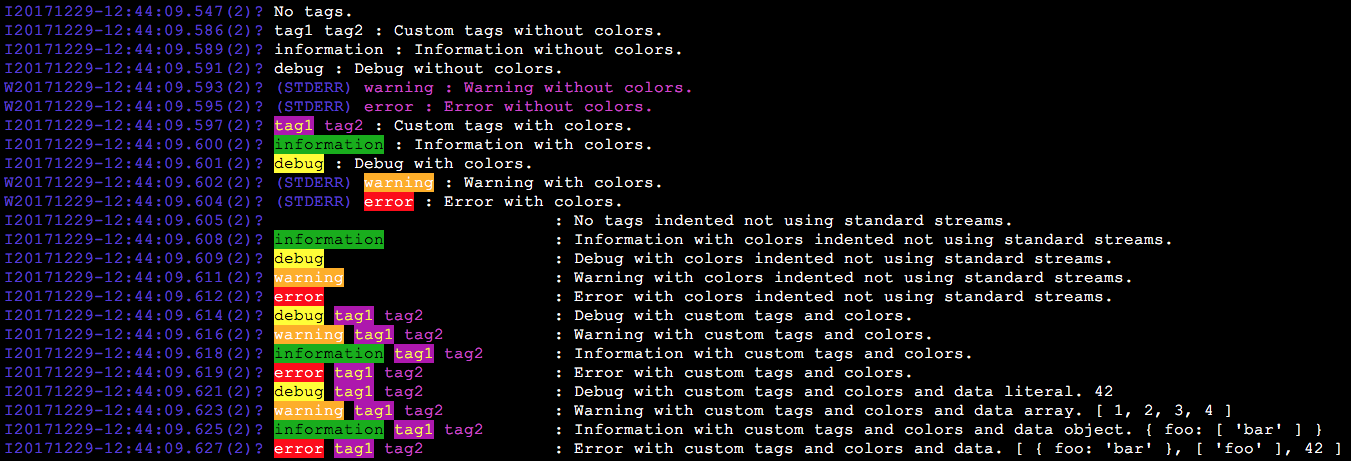 I20171229-12:44:09.547(2)? No tags.
I20171229-12:44:09.586(2)? tag1 tag2 : Custom tags without colors.
I20171229-12:44:09.589(2)? information : Information without colors.
I20171229-12:44:09.591(2)? debug : Debug without colors.
W20171229-12:44:09.593(2)? (STDERR) warning : Warning without colors.
W20171229-12:44:09.595(2)? (STDERR) error : Error without colors.
I20171229-12:44:09.597(2)? tag1 tag2 : Custom tags with colors.
I20171229-12:44:09.600(2)? information : Information with colors.
I20171229-12:44:09.601(2)? debug : Debug with colors.
W20171229-12:44:09.602(2)? (STDERR) warning : Warning with colors.
W20171229-12:44:09.604(2)? (STDERR) error : Error with colors.
I20171229-12:44:09.605(2)? : No tags indented not using standard streams.
I20171229-12:44:09.608(2)? information : Information with colors indented not using standard streams.
I20171229-12:44:09.609(2)? debug : Debug with colors indented not using standard streams.
I20171229-12:44:09.611(2)? warning : Warning with colors indented not using standard streams.
I20171229-12:44:09.612(2)? error : Error with colors indented not using standard streams.
I20171229-12:44:09.614(2)? debug tag1 tag2 : Debug with custom tags and colors.
I20171229-12:44:09.616(2)? warning tag1 tag2 : Warning with custom tags and colors.
I20171229-12:44:09.618(2)? information tag1 tag2 : Information with custom tags and colors.
I20171229-12:44:09.619(2)? error tag1 tag2 : Error with custom tags and colors.
I20171229-12:44:09.621(2)? debug tag1 tag2 : Debug with custom tags and colors and data literal. 42
I20171229-12:44:09.623(2)? warning tag1 tag2 : Warning with custom tags and colors and data array. [ 1, 2, 3, 4 ]
I20171229-12:44:09.625(2)? information tag1 tag2 : Information with custom tags and colors and data object. { foo: [ 'bar' ] }
I20171229-12:44:09.627(2)? error tag1 tag2 : Error with custom tags and colors and data. [ { foo: 'bar' }, [ 'foo' ], 42 ]